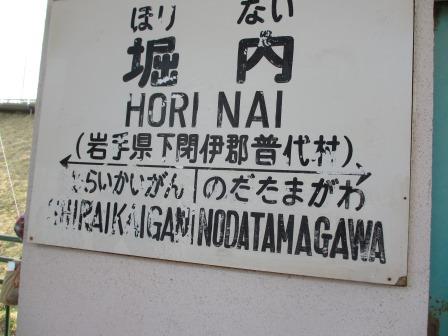 ほり ない
堀 内
HORI NAI
(岩手県下閉伊郡普代村)
しらいかいがん のだたまがわ
SHIRAIKAIGAN NODATAMAGAWA